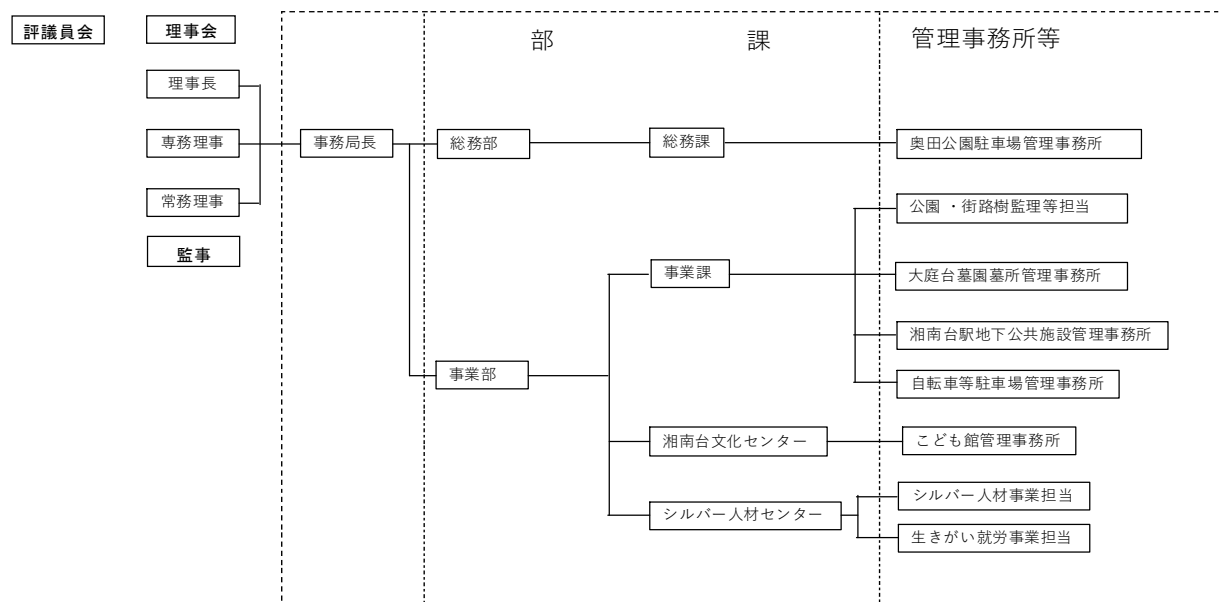 評議員会
理事会
部
課
管理事務所等
理事長
専務理事
事務局長
総務部
総務課
奥田公園駐車場管理事務所
常務理事
公園 ・街路樹監理等担当
監事
事業課
大庭台墓園墓所管理事務所
湘南台駅地下公共施設管理事務所
事業部
自転車等駐車場管理事務所
湘南台文化センター
こども館管理事務所
シルバー人材センター
シルバー人材事業担当
生きがい就労事業担当